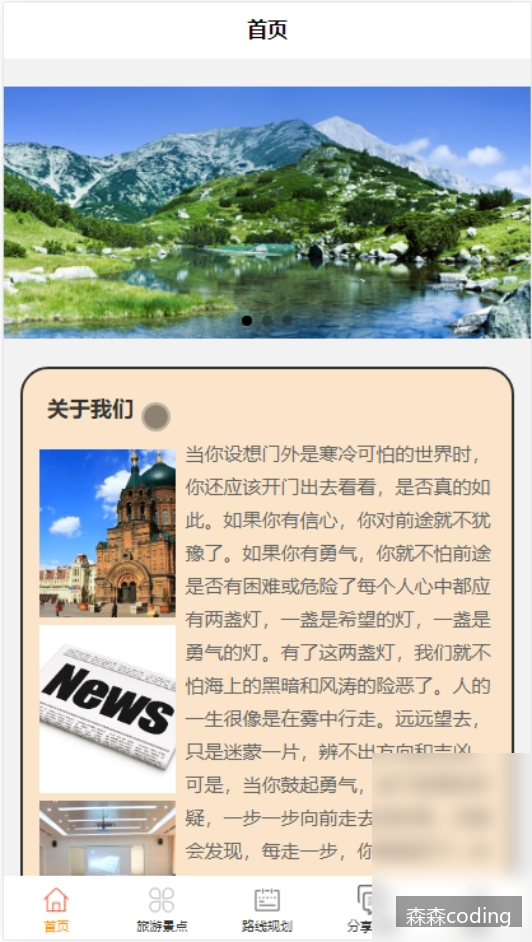 首页
关于我们
当你设想门外是寒冷可怕的世界时，
你还应该开门出去看看，是否真的如
此。如果你有信心，你对前途就不犹
豫了。如果你有勇气，你就不怕前途
是否有困难或危险了每个人心中都应
有两盏灯，一盏是希望的灯，一盏是
勇气的灯。有了这两盏灯，我们就不
怕海上的黑暗和风涛的险恶了。人的
一生很像是在雾中行走。远远望去，
News
只是迷蒙一片，辨不出方向和吉凶
可是，当你鼓起勇气，
疑，一步一步向前走去
会发现，每走一步，你
首页
旅游景点
路线规划
分享
森森coding